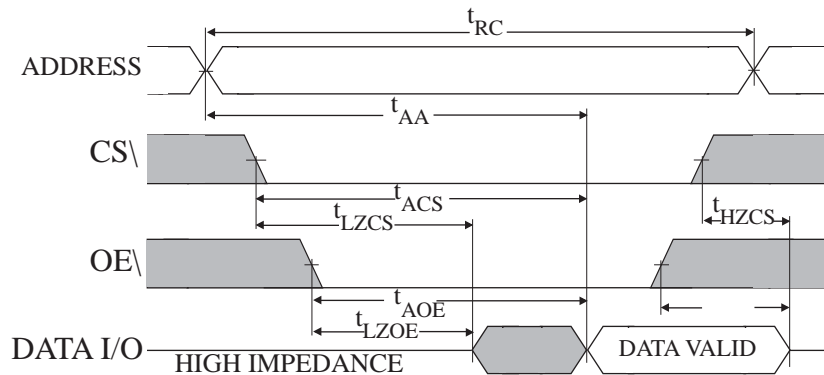 tRC
ADDRESS
tAA
CS\
tACS
tLZCS
tHZCS
OE\
tAOE
tLZOE
DATA I/O
HIGH IMPEDANCE
DATA VALID